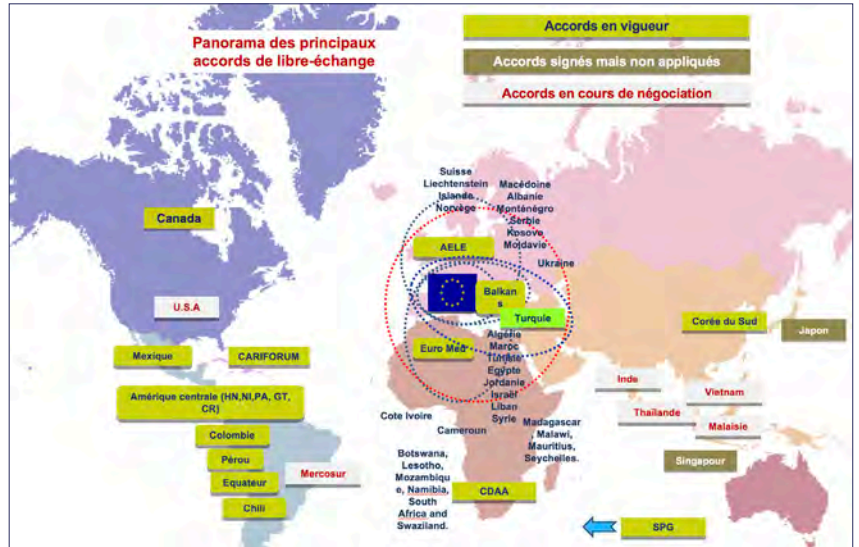 Panorama des principaux
accords de libre-échange
Accords en vigueur
Accords signés mais non appliqués
Accords en cours de négociation
Suisse
Liechtenstein
Islande
Norvège
Macédoine
Albanie
Monténégro
Serbie
Kosovo
Moldavie
Ukraine
Canada
AELE
U.S.A
Balkan
s
Turquie
Corée du Sud
Japon
Mexique
CARIFORUM
Euro Med
Algérie
Maroc
Tunisie
Egypte
Jordanie
Israël
Liban
Syrie
Inde
Vietnam
Thaïlande
Malaisie
Singapour
Amérique centrale (HN,NI,PA, GT,
CR)
Colombie
Pérou
Equateur
Chili
Mercosur
Cote Ivoire
Cameroun
Madagascar
, Malawi,
Mauritius,
Seychelles.
Botswana,
Lesotho,
Mozambiqu
e, Namibia,
South
Africa and
Swaziland.
CDAA
SPG